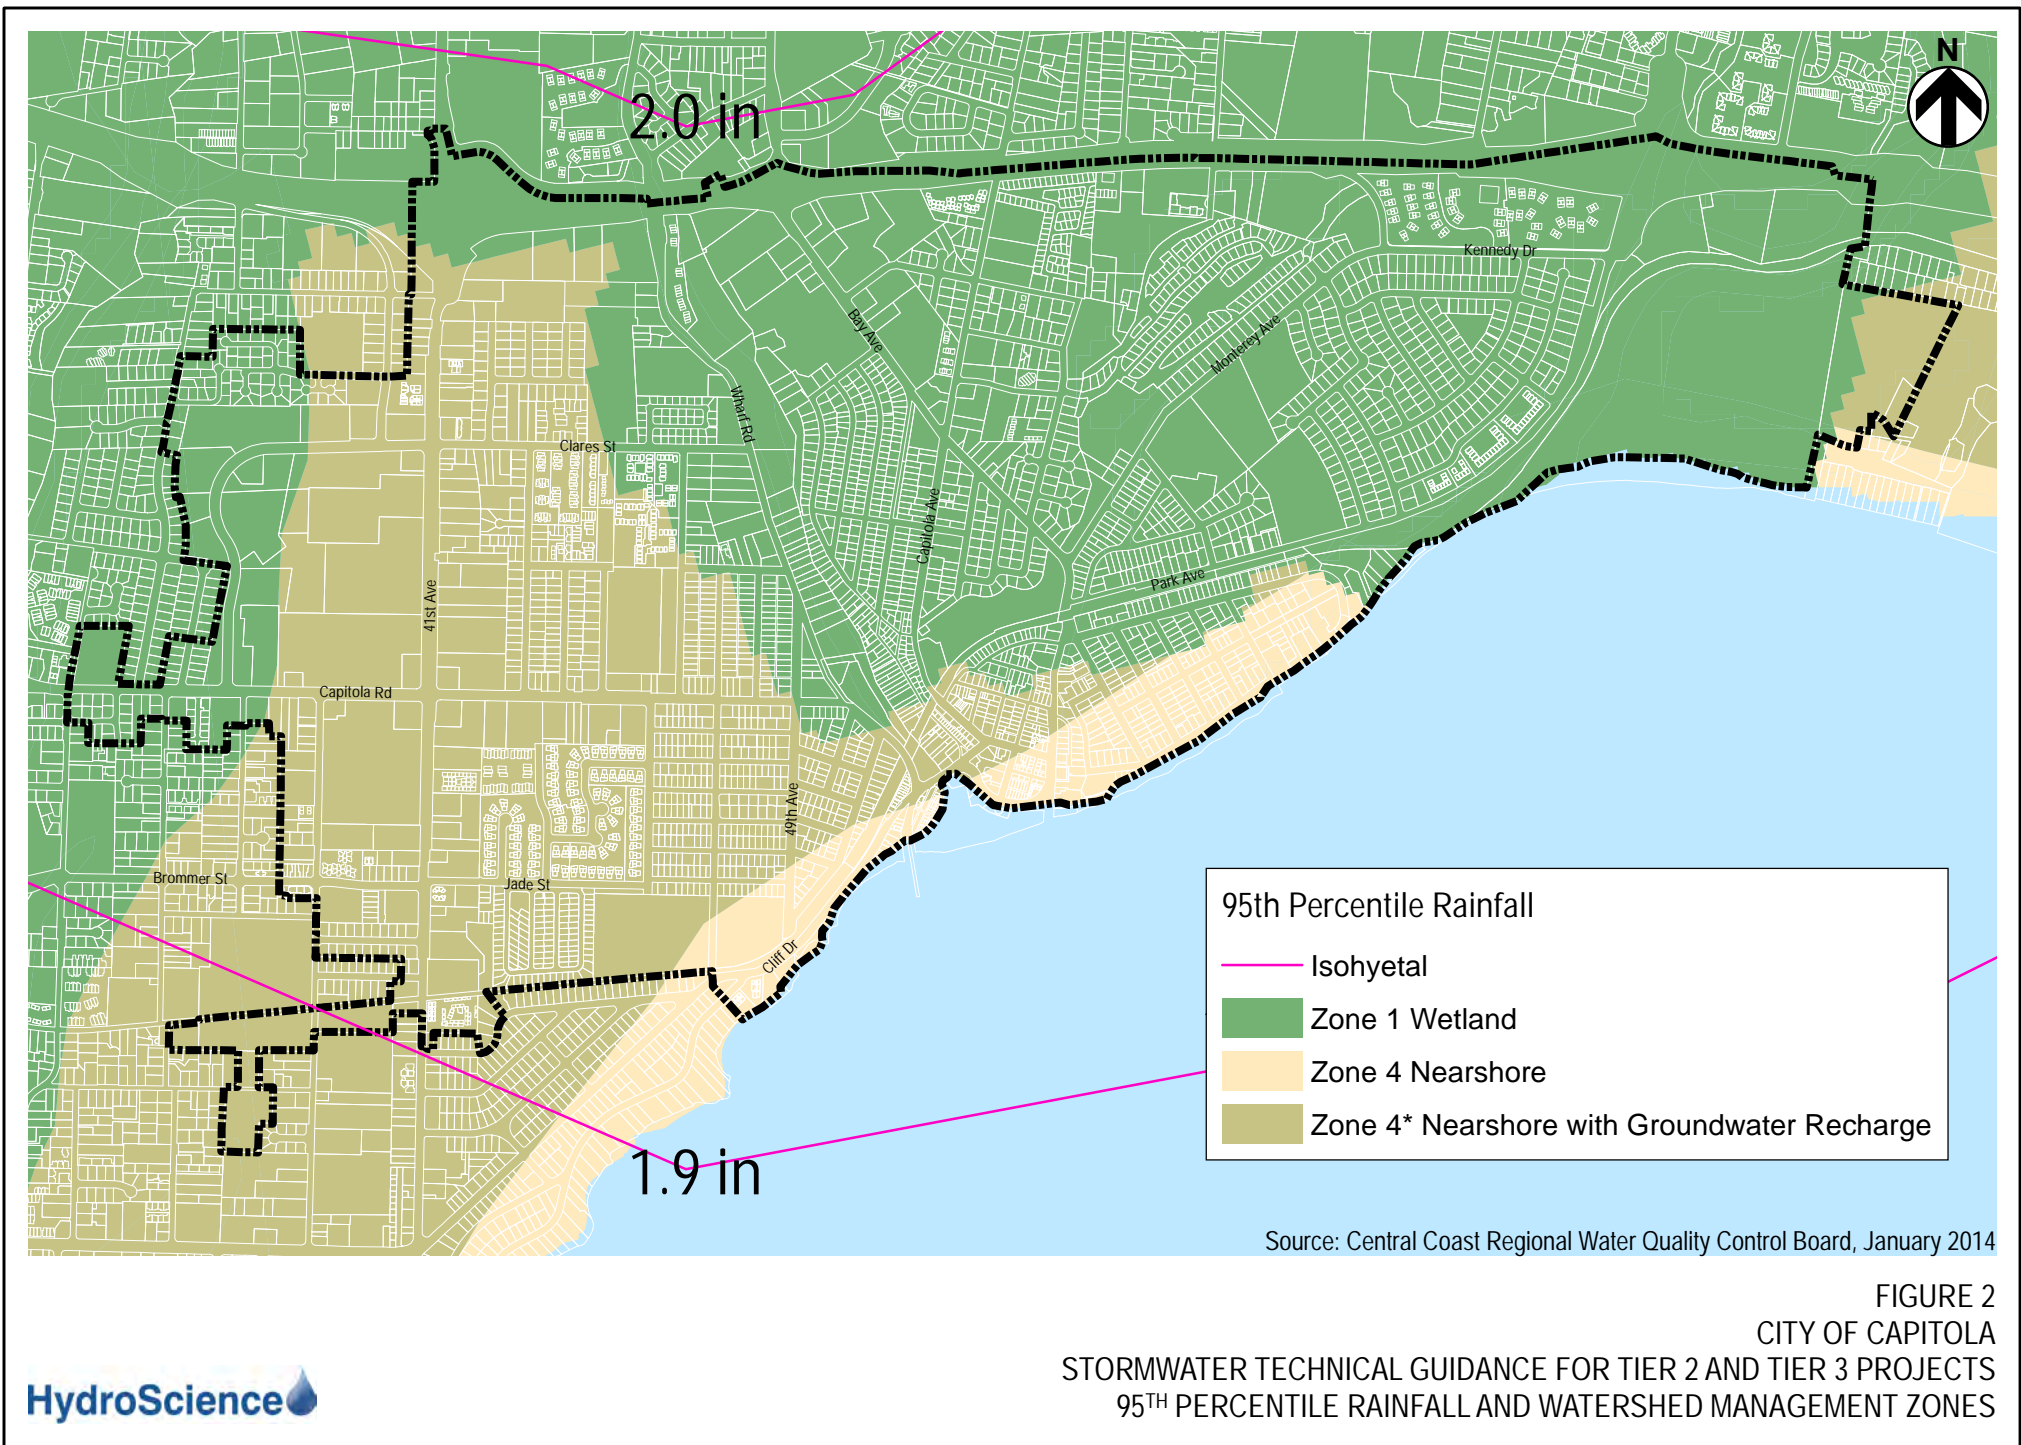 N
2.0 in
Kennedy Dr
Bay Ave
Monterey Ave
Wharf Rd
Clares St
Capitola Ave
Park Ave
41st Ave
Capitola Rd
49th Ave
Brommer St
Jade St
Cliff Dr
1.9 in
95th Percentile Rainfall
Isohyetal
Zone 1 Wetland
Zone 4 Nearshore
Zone 4* Nearshore with Groundwater Recharge
Source: Central Coast Regional Water Quality Control Board, January 2014
FIGURE 2
CITY OF CAPITOLA
STORMWATER TECHNICAL GUIDANCE FOR TIER 2 AND TIER 3 PROJECTS
95TH PERCENTILE RAINFALL AND WATERSHED MANAGEMENT ZONES
HydroScience